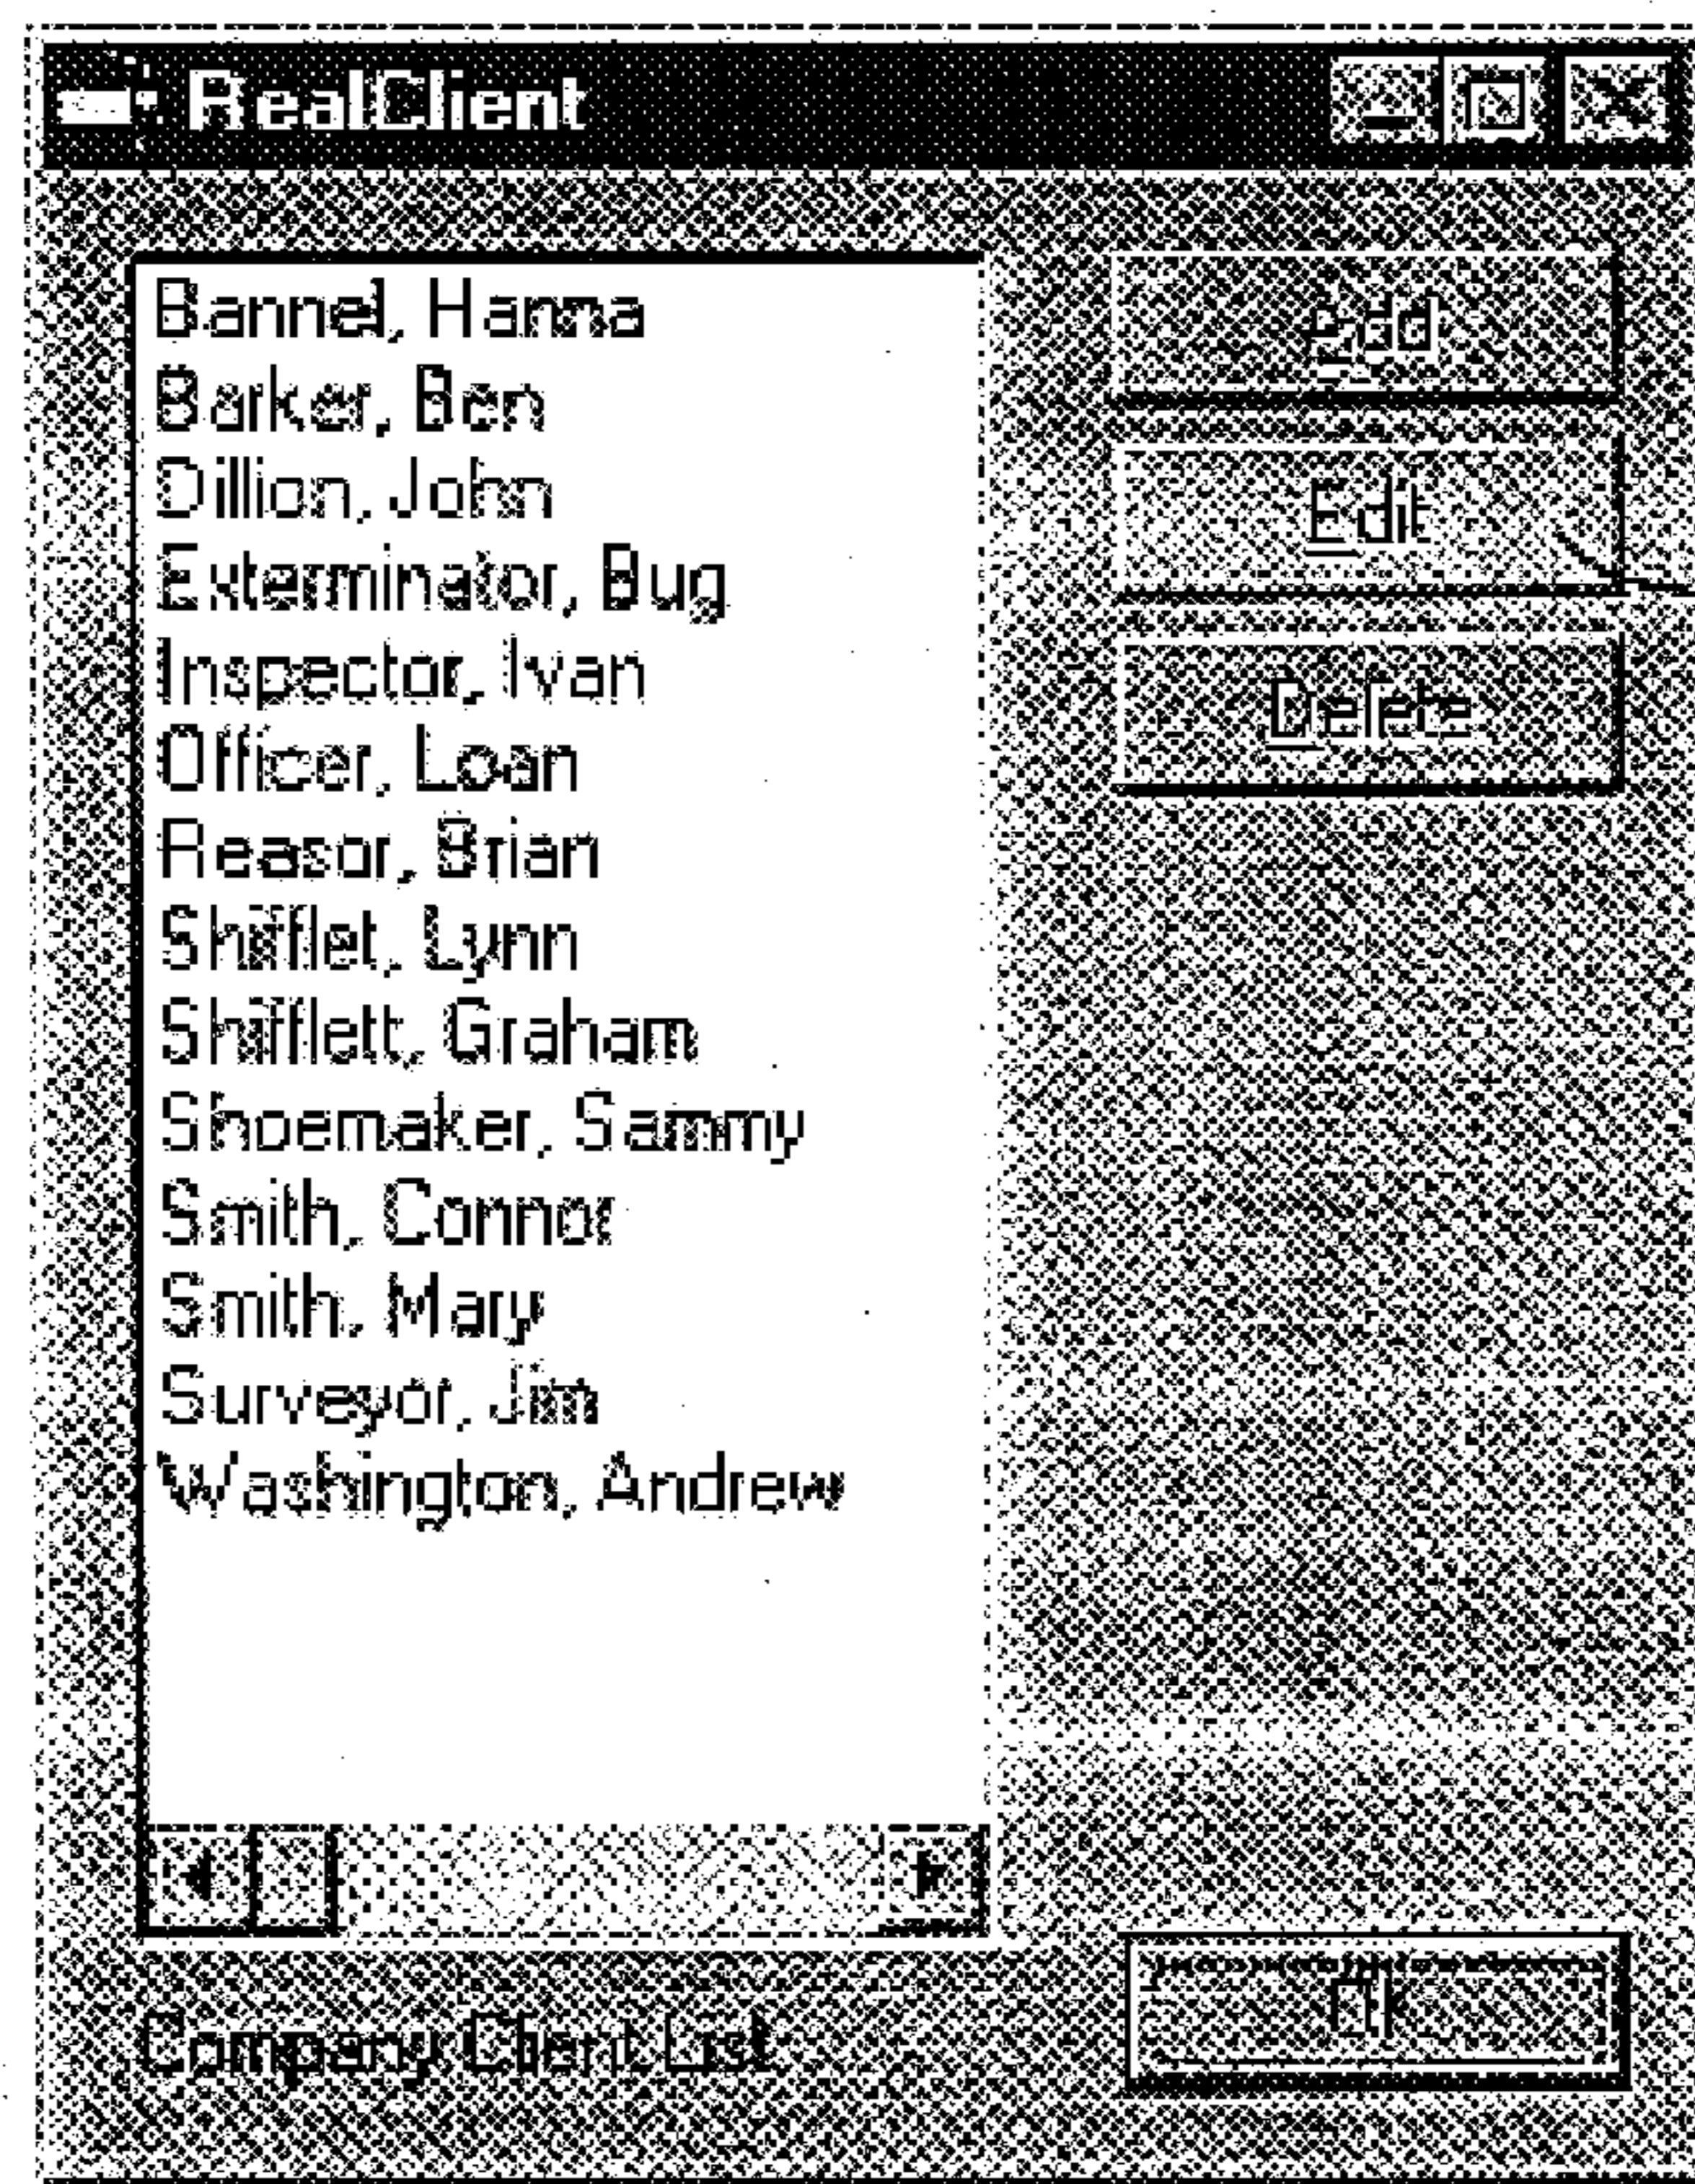 RealClient
Bannel, Hanna
Barker, Ben
Dillion, John
Exterminator, Bug
Inspector, Ivan
Officer, Loan
Reasor, Brian
Shifflet, Lynn
Shifflett, Graham
Shoemaker, Sammy
Smith, Connor
Smith, Mary
Surveyor, Jim
Washington, Andrew
Add
Edit
Delete
Company Client List
OK